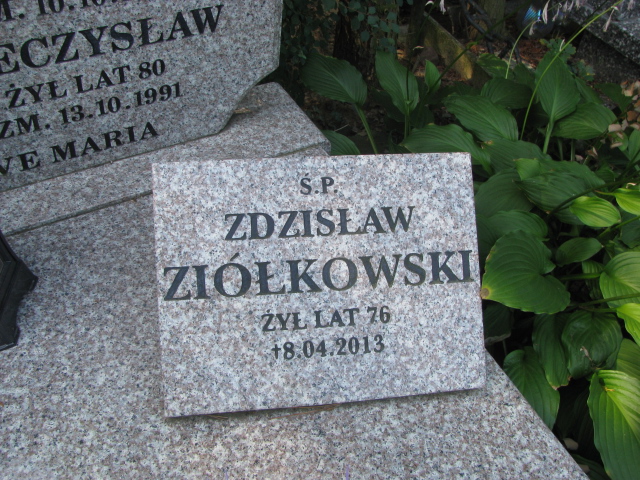 ECZYSŁAW
ŻYŁ LAT 80
ZM. 13.10.1991
VE MARIA
Ś.P.
ZDZISŁAW
ZIÓŁKOWSKI
ŻYŁ LAT 76
†8.04.2013